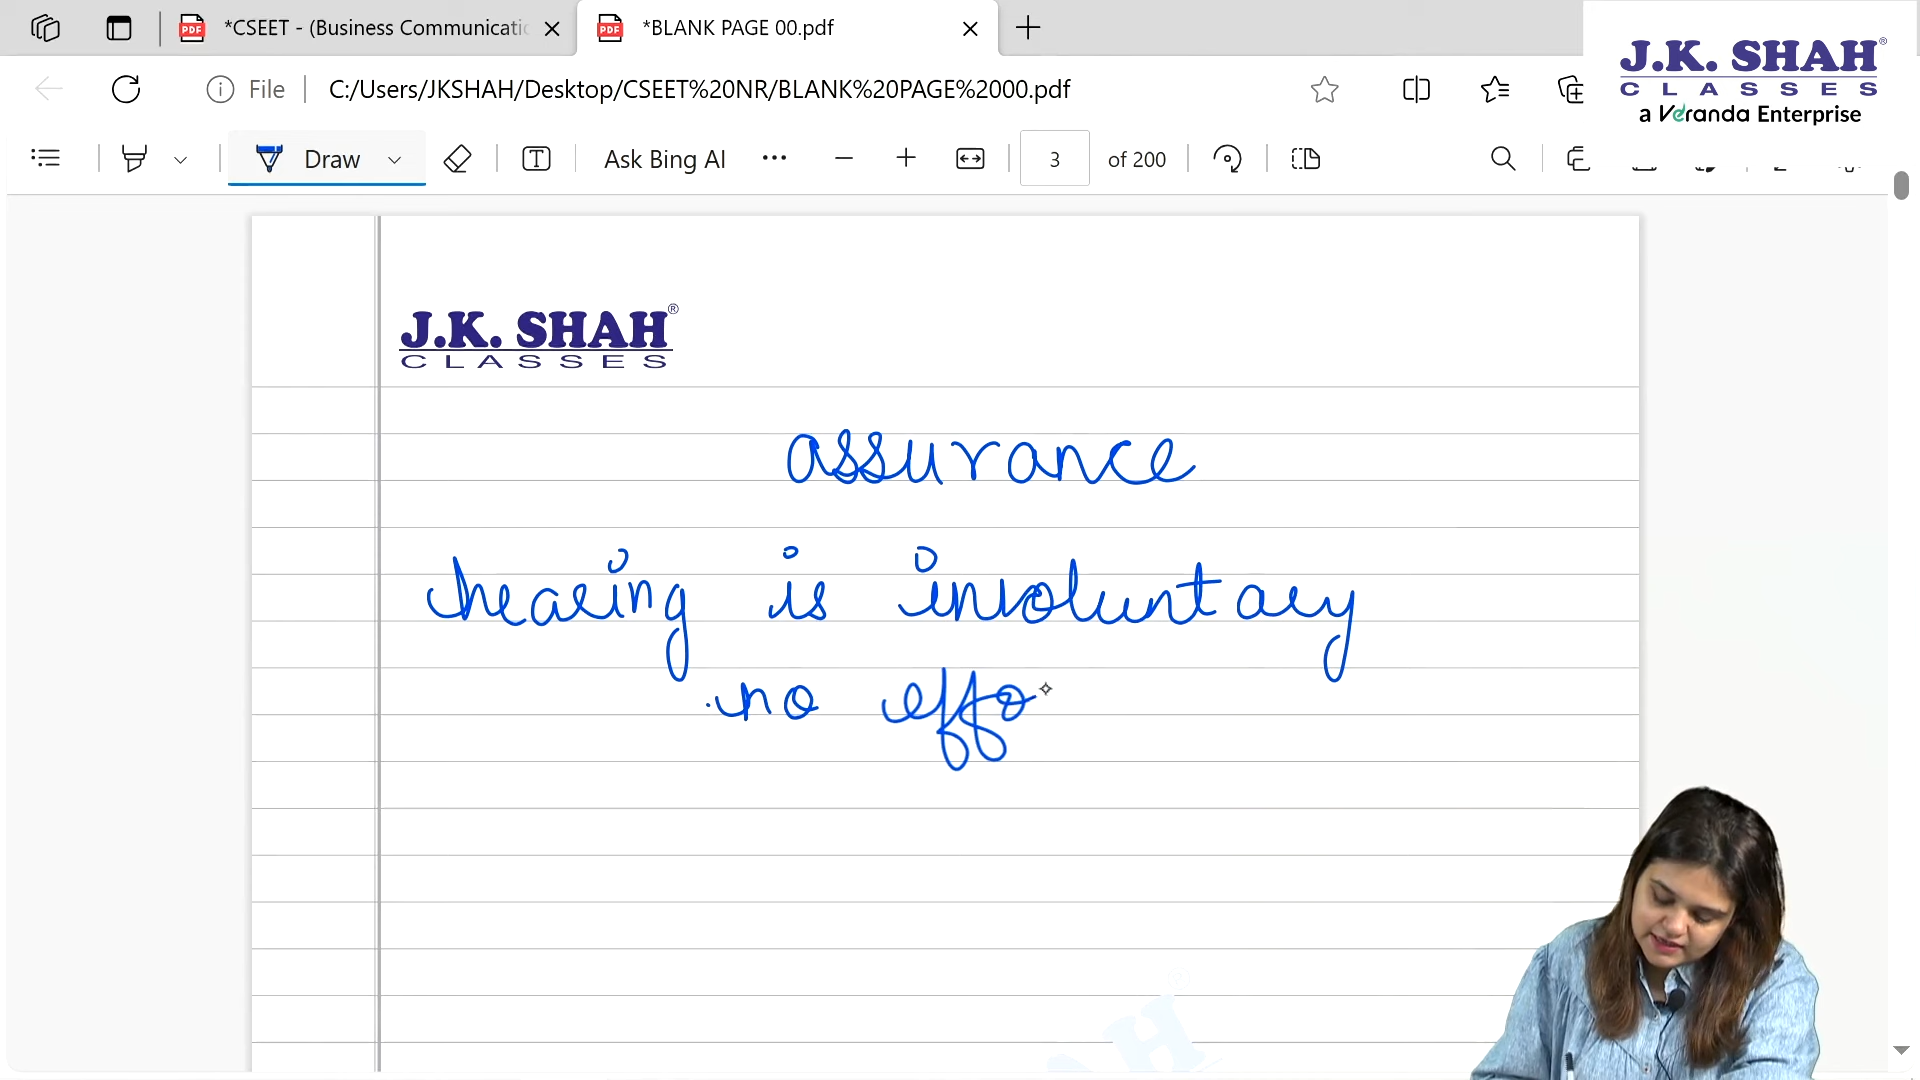 *CSEET - (Business Communicati
*BLANK PAGE 00.pdf
J.K. SHAH®
CLASSES
a Veranda Enterprise
File
C:/Users/JKSHAH/Desktop/CSEET%20NR/BLANK%20PAGE%2000.pdf
Draw
Ask Bing AI
3 of 200
J.K. SHAH®
CLASSES
assurance
hearing is involuntary
no effo